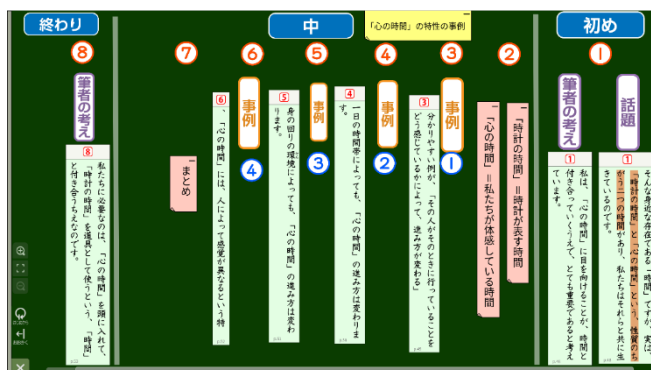 初め
①
話題
①
そんな身近な存在である「時間」ですが、実は、
「時計の時間」と「心の時間」という、性質のち
がう二つの時間があり、私たちはそれらと共に生
きているのです。
筆者の考え
①
私は、「心の時間」に目を向けることが、時間と
付き合っていくうえで、とても重要であると考え
ています。
中
「心の時間」の特性の事例
②
「時計の時間」＝時計が表す時間
「心の時間」＝私たちが体感している時間
③
事例
①
③
分かりやすい例が、「その人がそのときに行っていることを
どう感じているかによって、進み方が変わる」
④
事例
②
④
一日の時間帯によっても、「心の時間」の進み方は変わりま
す。
⑤
事例
③
⑤
身の回りの環境によっても、「心の時間」の進み方は変わ
ります。
⑥
事例
④
⑥
、「心の時間」には、人によって感覚が異なるという特
⑦
まとめ
終わり
⑧
筆者の考え
⑧
私たちに必要なのは、「心の時間」を頭に入れて、
「時計の時間」を道具として使うという、「時間」
と付き合うちえなのです。